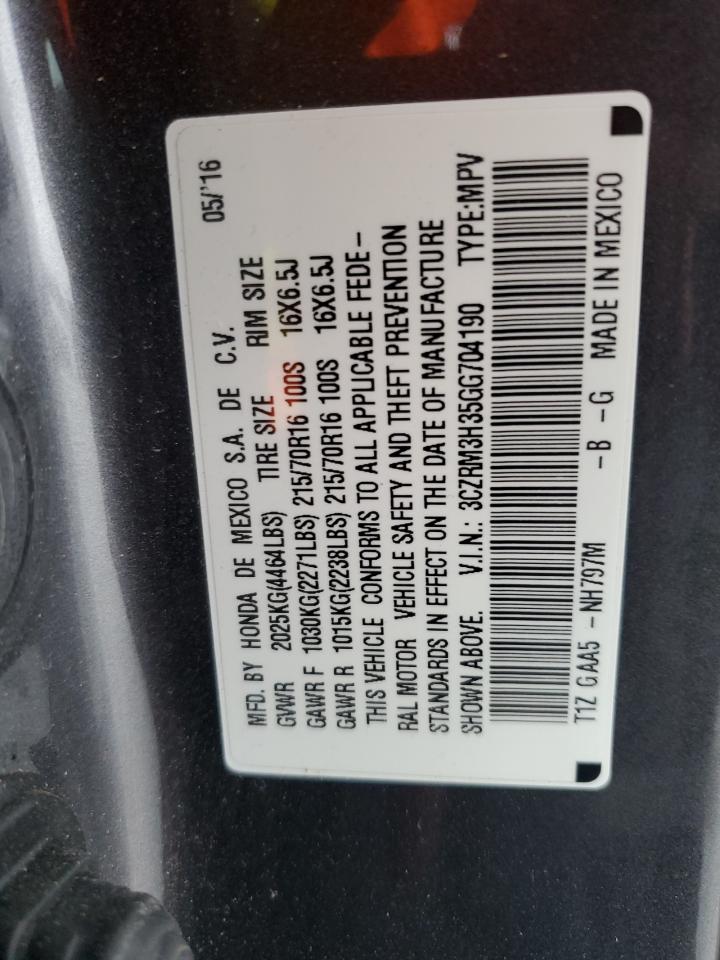 05/'16
MFD. BY HONDA DE MEXICO S.A. DE C.V.
GVWR 2025KG(4464LBS) TIRE SIZE RIM SIZE
GAWR F 1030KG(2271LBS) 215/70R16 100S 16X6.5J
GAWR R 1015KG(2238LBS) 215/70R16 100S 16X6.5J
THIS VEHICLE CONFORMS TO ALL APPLICABLE FEDE-
RAL MOTOR VEHICLE SAFETY AND THEFT PREVENTION
STANDARDS IN EFFECT ON THE DATE OF MANUFACTURE
SHOWN ABOVE. V.I.N.: 3CZRM3H35GG704190 TYPE:MPV
T1Z GAA5 -NH797M -B -G MADE IN MEXICO